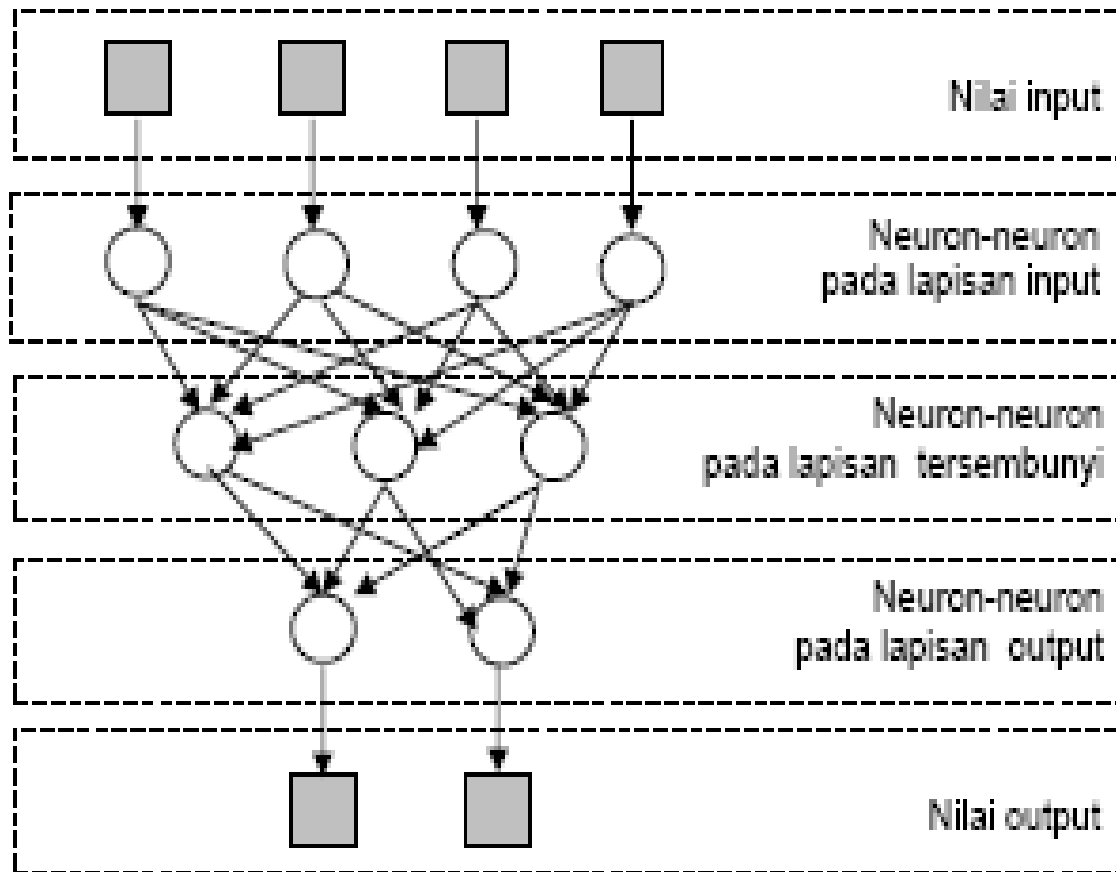 Nilai input
Neuron-neuron
pada lapisan input
Neuron-neuron
pada lapisan tersembunyi
Neuron-neuron
pada lapisan output
Nilai output